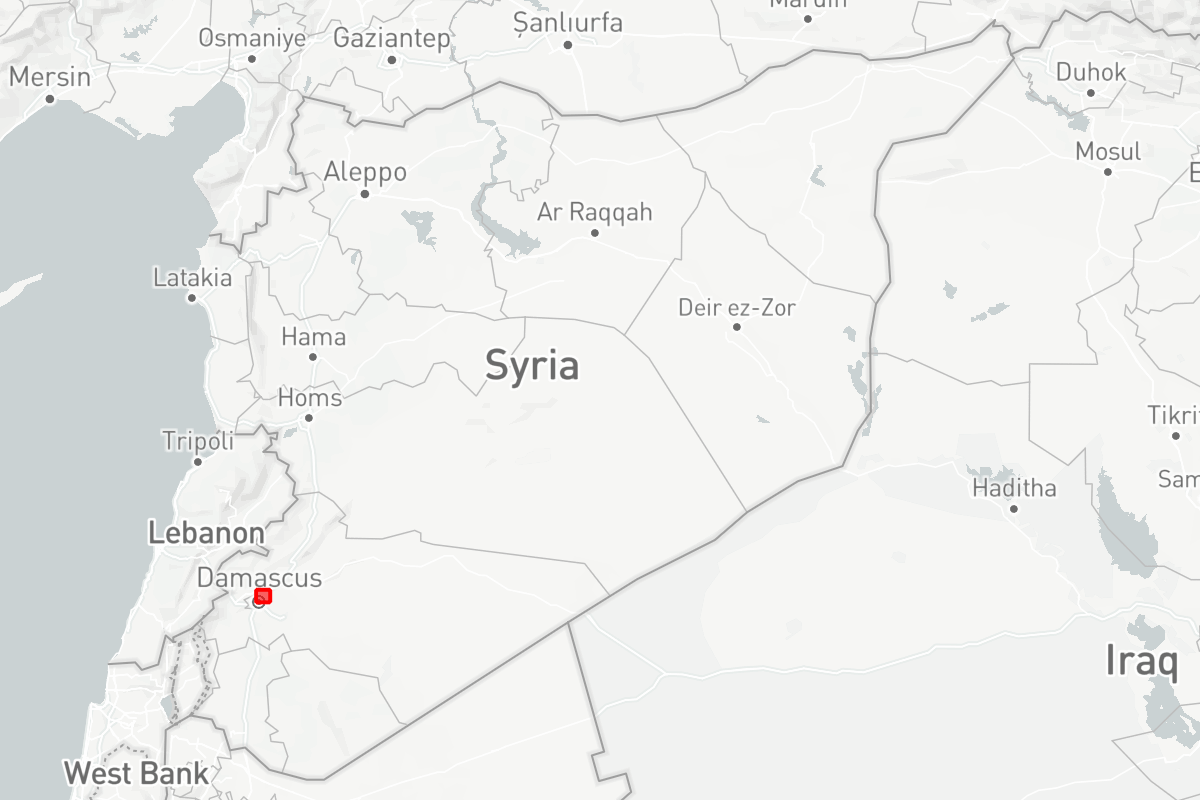 Mardin
Şanlıurfa
Osmaniye
Gaziantep
Mersin
Duhok
Mosul
Aleppo
Ar Raqqah
Latakia
Deir ez-Zor
Hama
Syria
Homs
Tikri
Tripoli
Sam
Haditha
Lebanon
Damascus
Iraq
West Bank